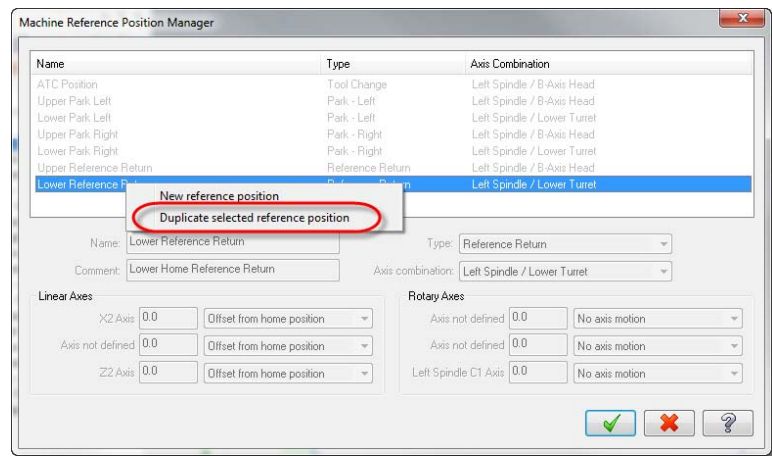 Machine Reference Position Manager
Name Type Axis Combination
ATC Position Tool Change Left Spindle / B-Axis Head
Upper Park Left Park - Left Left Spindle / B-Axis Head
Lower Park Left Park - Left Left Spindle / Lower Turret
Upper Park Right Park - Right Left Spindle / B-Axis Head
Lower Park Right Park - Right Left Spindle / Lower Turret
Upper Reference Return Reference Return Left Spindle / B-Axis Head
Lower Reference Left Spindle / Lower Turret
New reference position
Duplicate selected reference position
Name: Lower Reference Return Type: Reference Return
Comment: Lower Home Reference Return Axis combination: Left Spindle / Lower Turret
Linear Axes Rotary Axes
X2 Axis 0.0 Offset from home position Axis not defined 0.0 No axis motion
Axis not defined 0.0 Offset from home position Axis not defined 0.0 No axis motion
Z2 Axis 0.0 Offset from home position Left Spindle C1 Axis 0.0 No axis motion